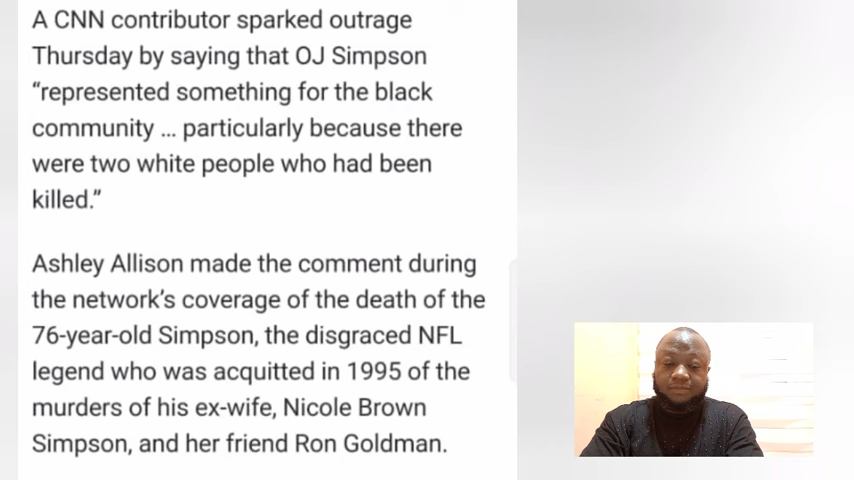 A CNN contributor sparked outrage
Thursday by saying that OJ Simpson
“represented something for the black
community ... particularly because there
were two white people who had been
killed.”
Ashley Allison made the comment during
the network’s coverage of the death of the
76-year-old Simpson, the disgraced NFL
legend who was acquitted in 1995 of the
murders of his ex-wife, Nicole Brown
Simpson, and her friend Ron Goldman.